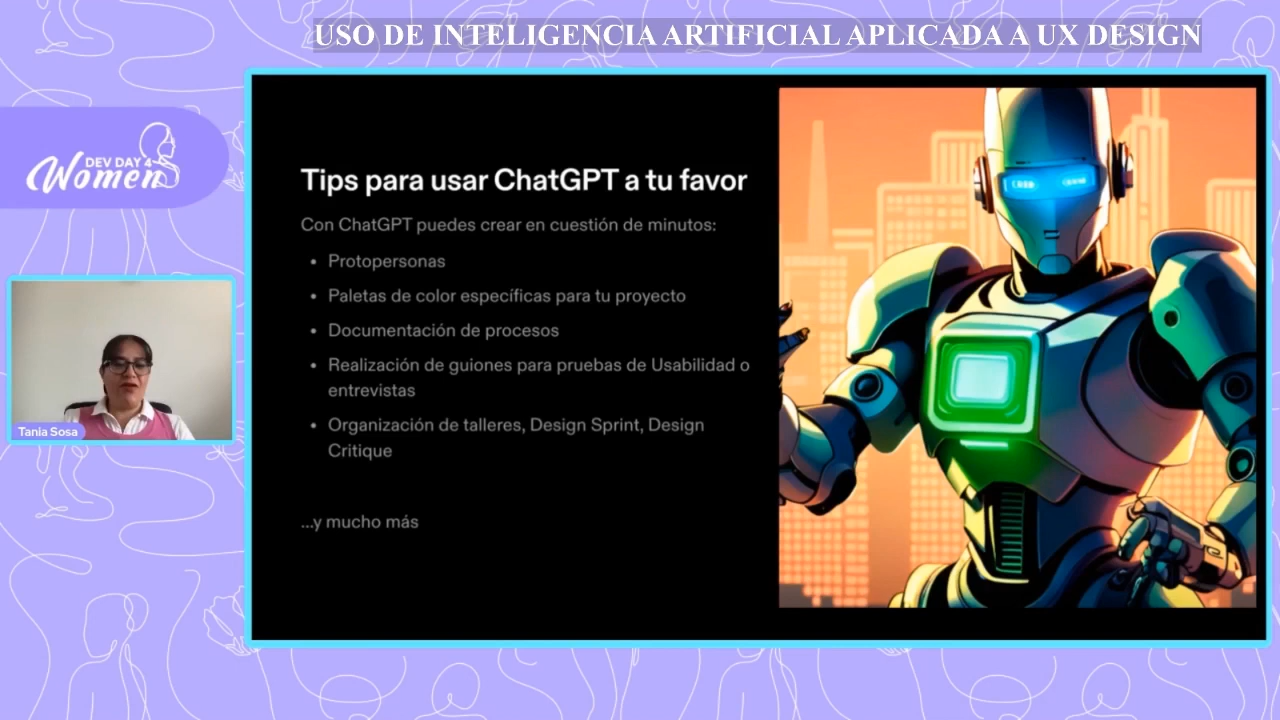 USO DE INTELIGENCIA ARTIFICIAL APLICADA A UX DESIGN
DEV DAY 4
Women
Tania Sosa
Tips para usar ChatGPT a tu favor
Con ChatGPT puedes crear en cuestión de minutos:
• Protopersonas
• Paletas de color específicas para tu proyecto
• Documentación de procesos
• Realización de guiones para pruebas de Usabilidad o
entrevistas
• Organización de talleres, Design Sprint, Design
Critique
...y mucho más